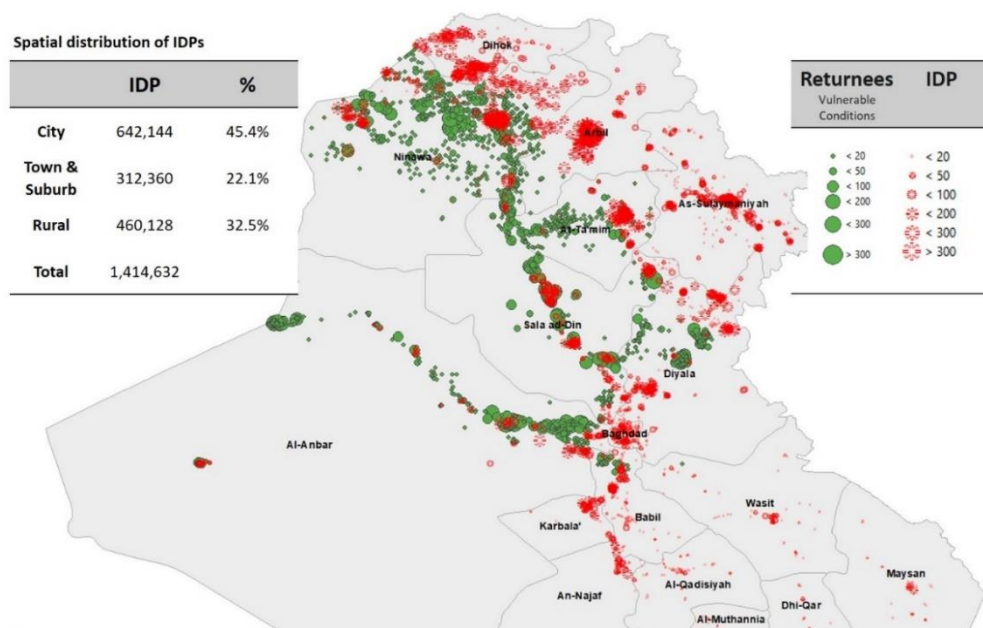 Spatial distribution of IDPs
IDP %
City 642,144 45.4%
Town &
Suburb 312,360 22.1%
Rural 460,128 32.5%
Total 1,414,632
Returnees IDP
Vulnerable
Conditions
< 20 < 20
< 50 < 50
< 100 < 100
< 200 < 200
< 300 < 300
> 300 > 300
Dihok
Arbil
Ninawa
As-Sulaymaniyah
At-Ta'mim
Sala ad-Din
Diyala
Al-Anbar
Baghdad
Wasit
Karbala'
Babil
Maysan
An-Najaf
Al-Qadisiyah
Dhi-Qar
Al-Muthannia